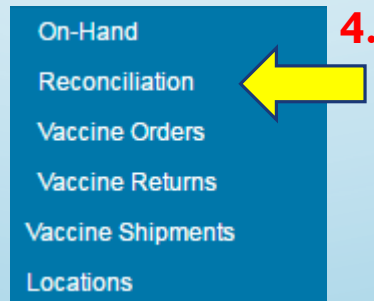 On-Hand
4.
Reconciliation
Vaccine Orders
Vaccine Returns
Vaccine Shipments
Locations